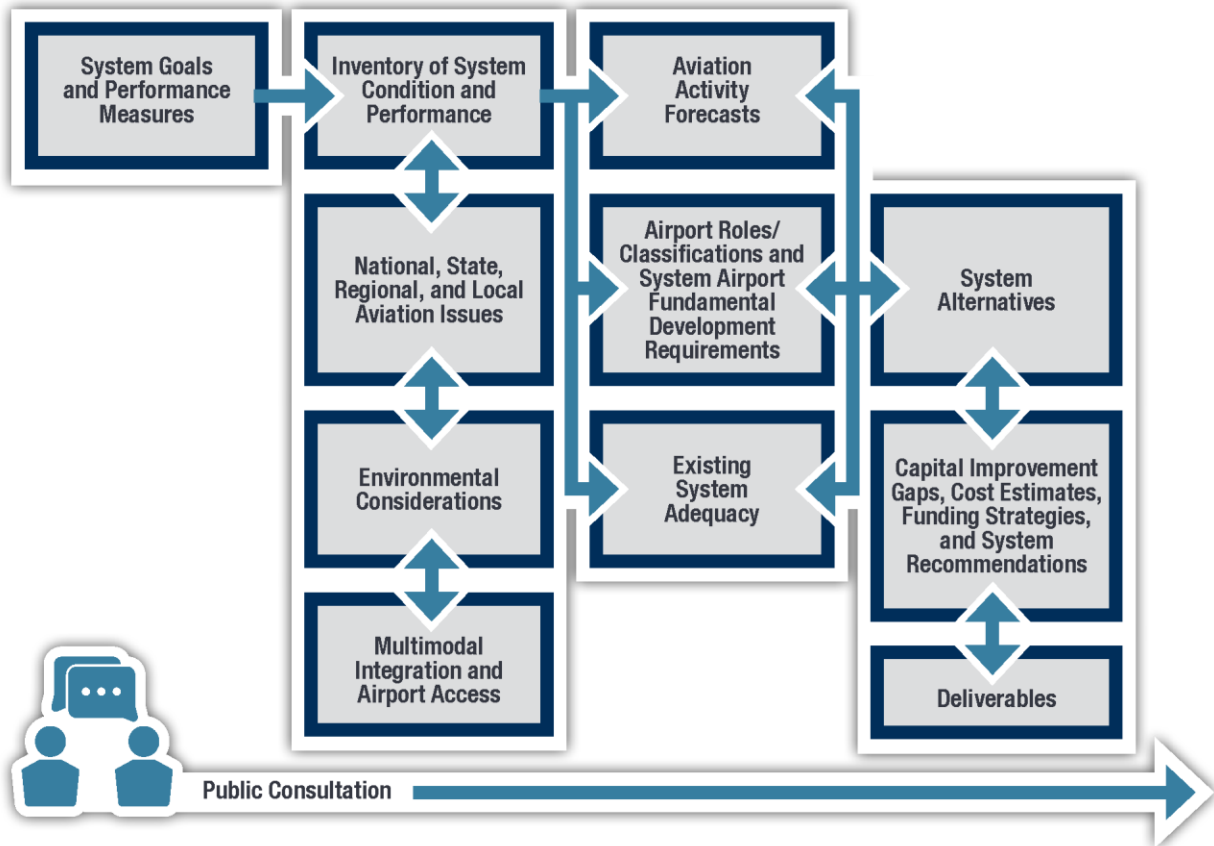 System Goals
and Performance
Measures
Inventory of System
Condition and
Performance
National, State,
Regional, and Local
Aviation Issues
Environmental
Considerations
Multimodal
Integration and
Airport Access
Aviation
Activity
Forecasts
Airport Roles/
Classifications and
System Airport
Fundamental
Development
Requirements
Existing
System
Adequacy
System
Alternatives
Capital Improvement
Gaps, Cost Estimates,
Funding Strategies,
and System
Recommendations
Deliverables
Public Consultation